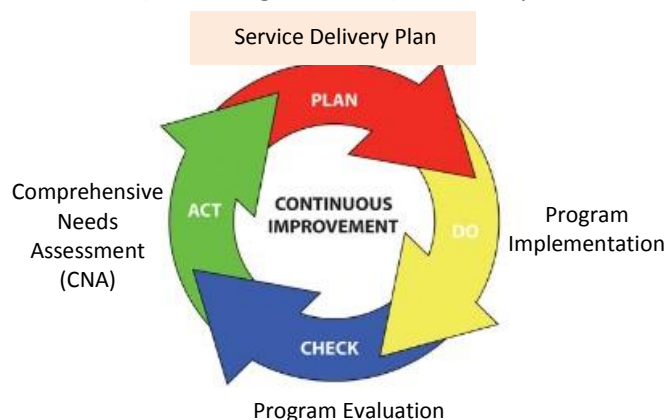 Service Delivery Plan
PLAN
Comprehensive
Needs
Assessment
(CNA)
ACT
CONTINUOUS
IMPROVEMENT
DO
Program
Implementation
CHECK
Program Evaluation